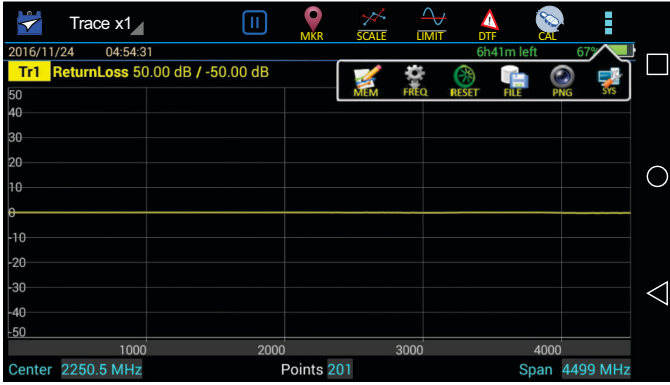 Trace x1
MKR SCALE LIMIT DTF CAL
2016/11/24 04:54:31 6h41m left 67%
Tr1 ReturnLoss 50.00 dB / -50.00 dB
MEM FREQ RESET FILE PNG SYS
50
40
30
20
10
0
-10
-20
-30
-40
-50
1000 2000 3000 4000
Center 2250.5 MHz Points 201 Span 4499 MHz